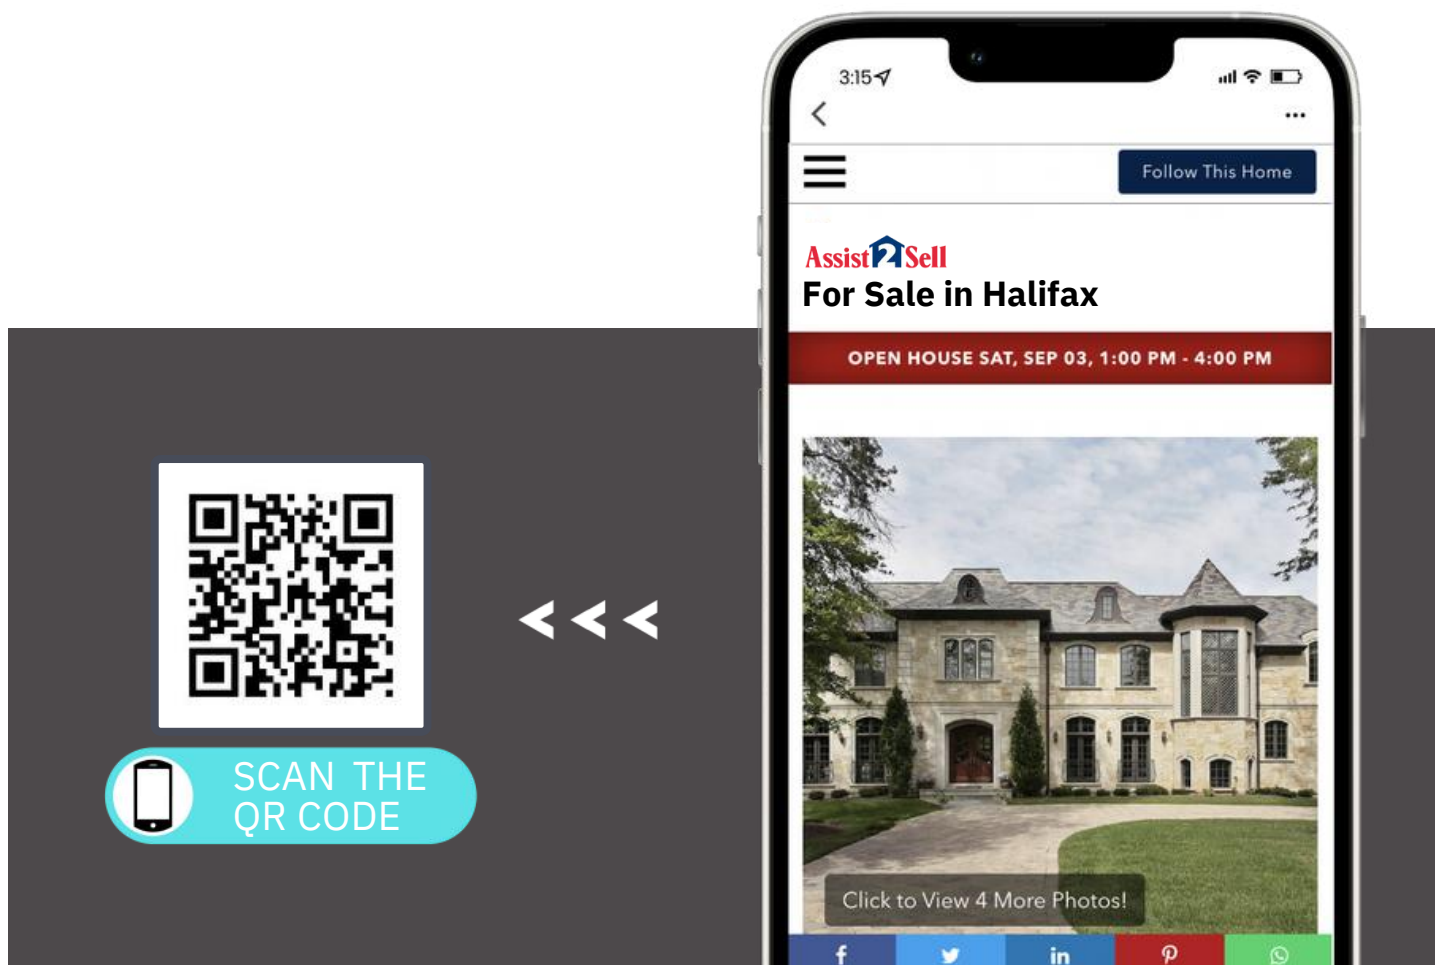 3:15
Follow This Home
Assist2Sell
For Sale in Halifax
OPEN HOUSE SAT, SEP 03, 1:00 PM - 4:00 PM
SCAN THE
QR CODE
Click to View 4 More Photos!